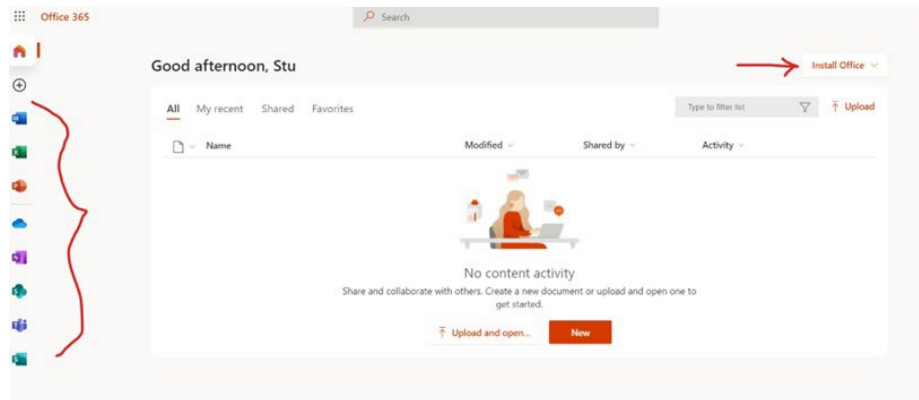 Office 365
Search
Good afternoon, Stu
Install Office
All My recent Shared Favorites
Type to filter list
Upload
Name Modified Shared by Activity
No content activity
Share and collaborate with others. Create a new document or upload and open one to
get started.
Upload and open...
New